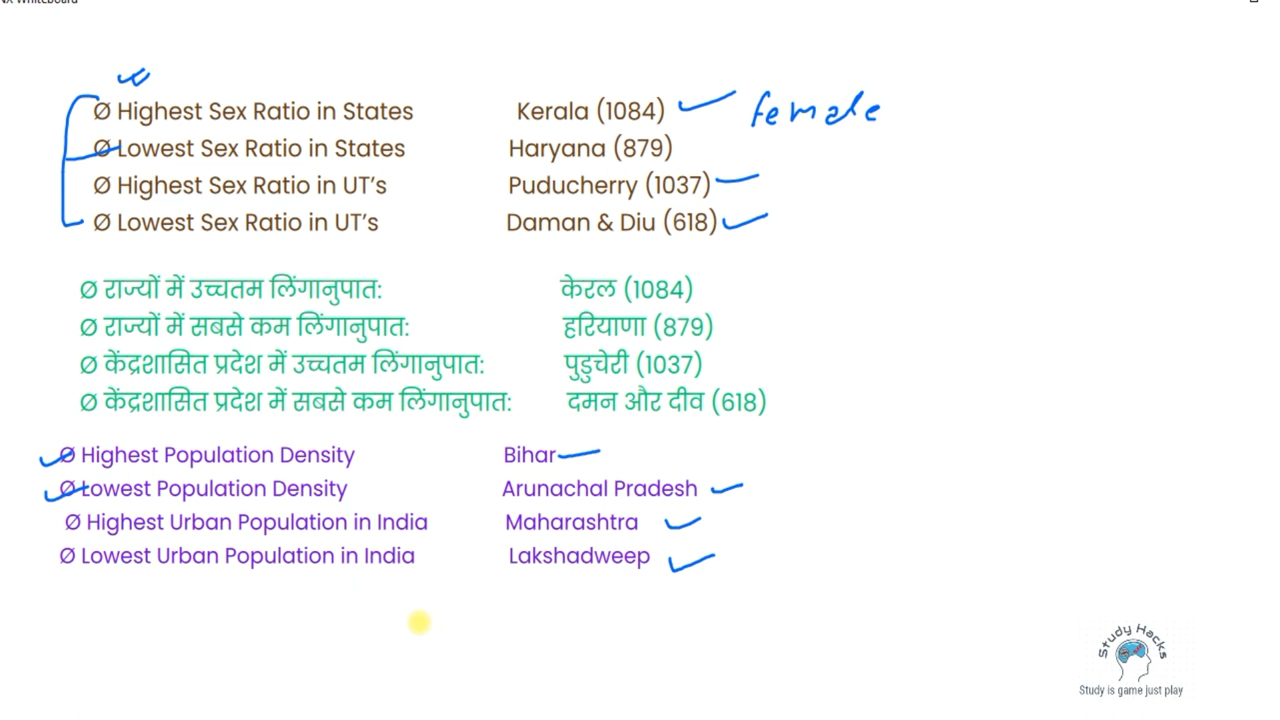 Ø Highest Sex Ratio in States Kerala (1084) female
Ø Lowest Sex Ratio in States Haryana (879)
Ø Highest Sex Ratio in UT's Puducherry (1037)
Ø Lowest Sex Ratio in UT's Daman & Diu (618)
Ø राज्यों में उच्चतम लिंगानुपात: केरल (1084)
Ø राज्यों में सबसे कम लिंगानुपात: हरियाणा (879)
Ø केंद्रशासित प्रदेश में उच्चतम लिंगानुपात: पुडुचेरी (1037)
Ø केंद्रशासित प्रदेश में सबसे कम लिंगानुपात: दमन और दीव (618)
Ø Highest Population Density Bihar
Ø Lowest Population Density Arunachal Pradesh
Ø Highest Urban Population in India Maharashtra
Ø Lowest Urban Population in India Lakshadweep
Study Hacks
Study is game just play